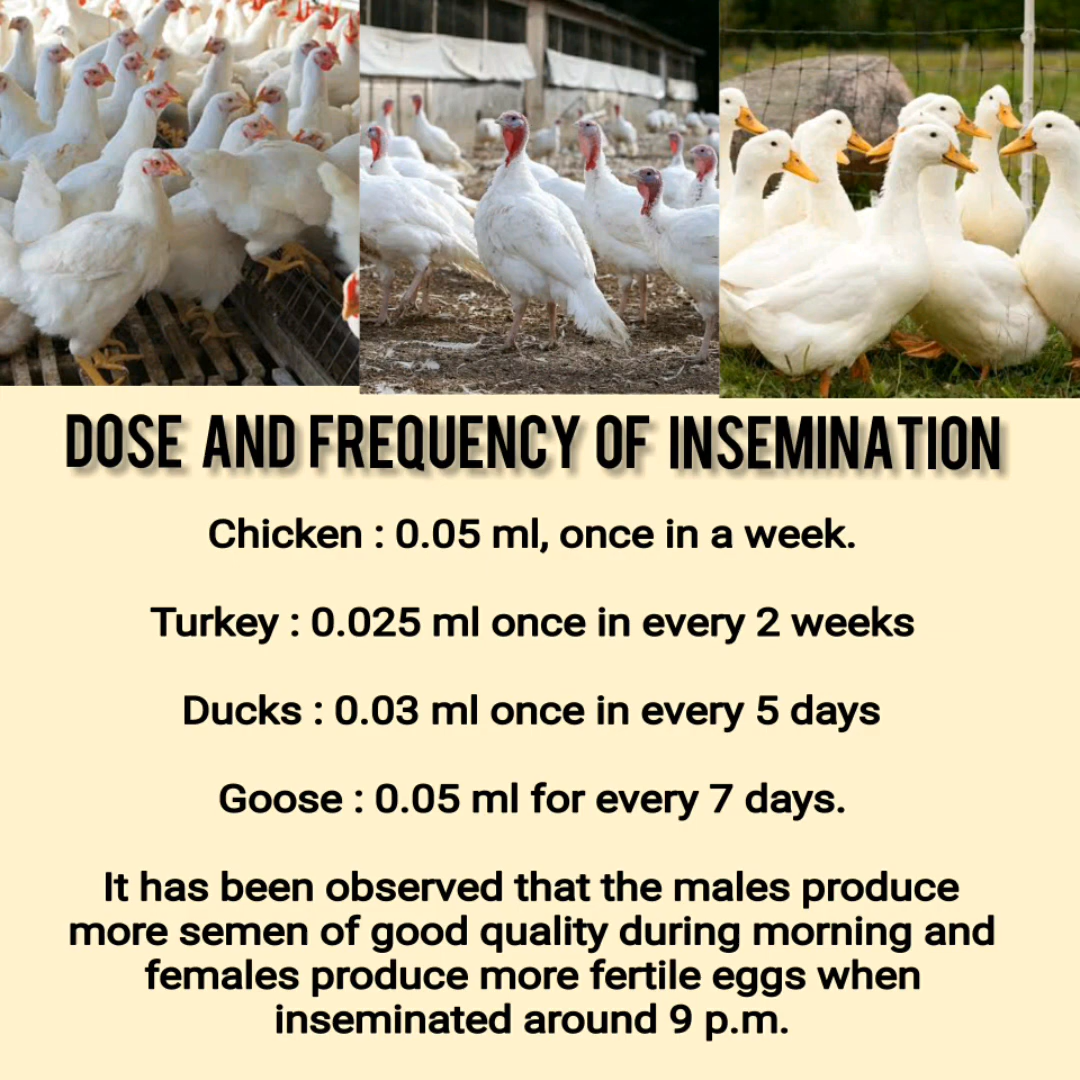 DOSE AND FREQUENCY OF INSEMINATION
Chicken : 0.05 ml, once in a week.
Turkey : 0.025 ml once in every 2 weeks
Ducks : 0.03 ml once in every 5 days
Goose : 0.05 ml for every 7 days.
It has been observed that the males produce
more semen of good quality during morning and
females produce more fertile eggs when
inseminated around 9 p.m.